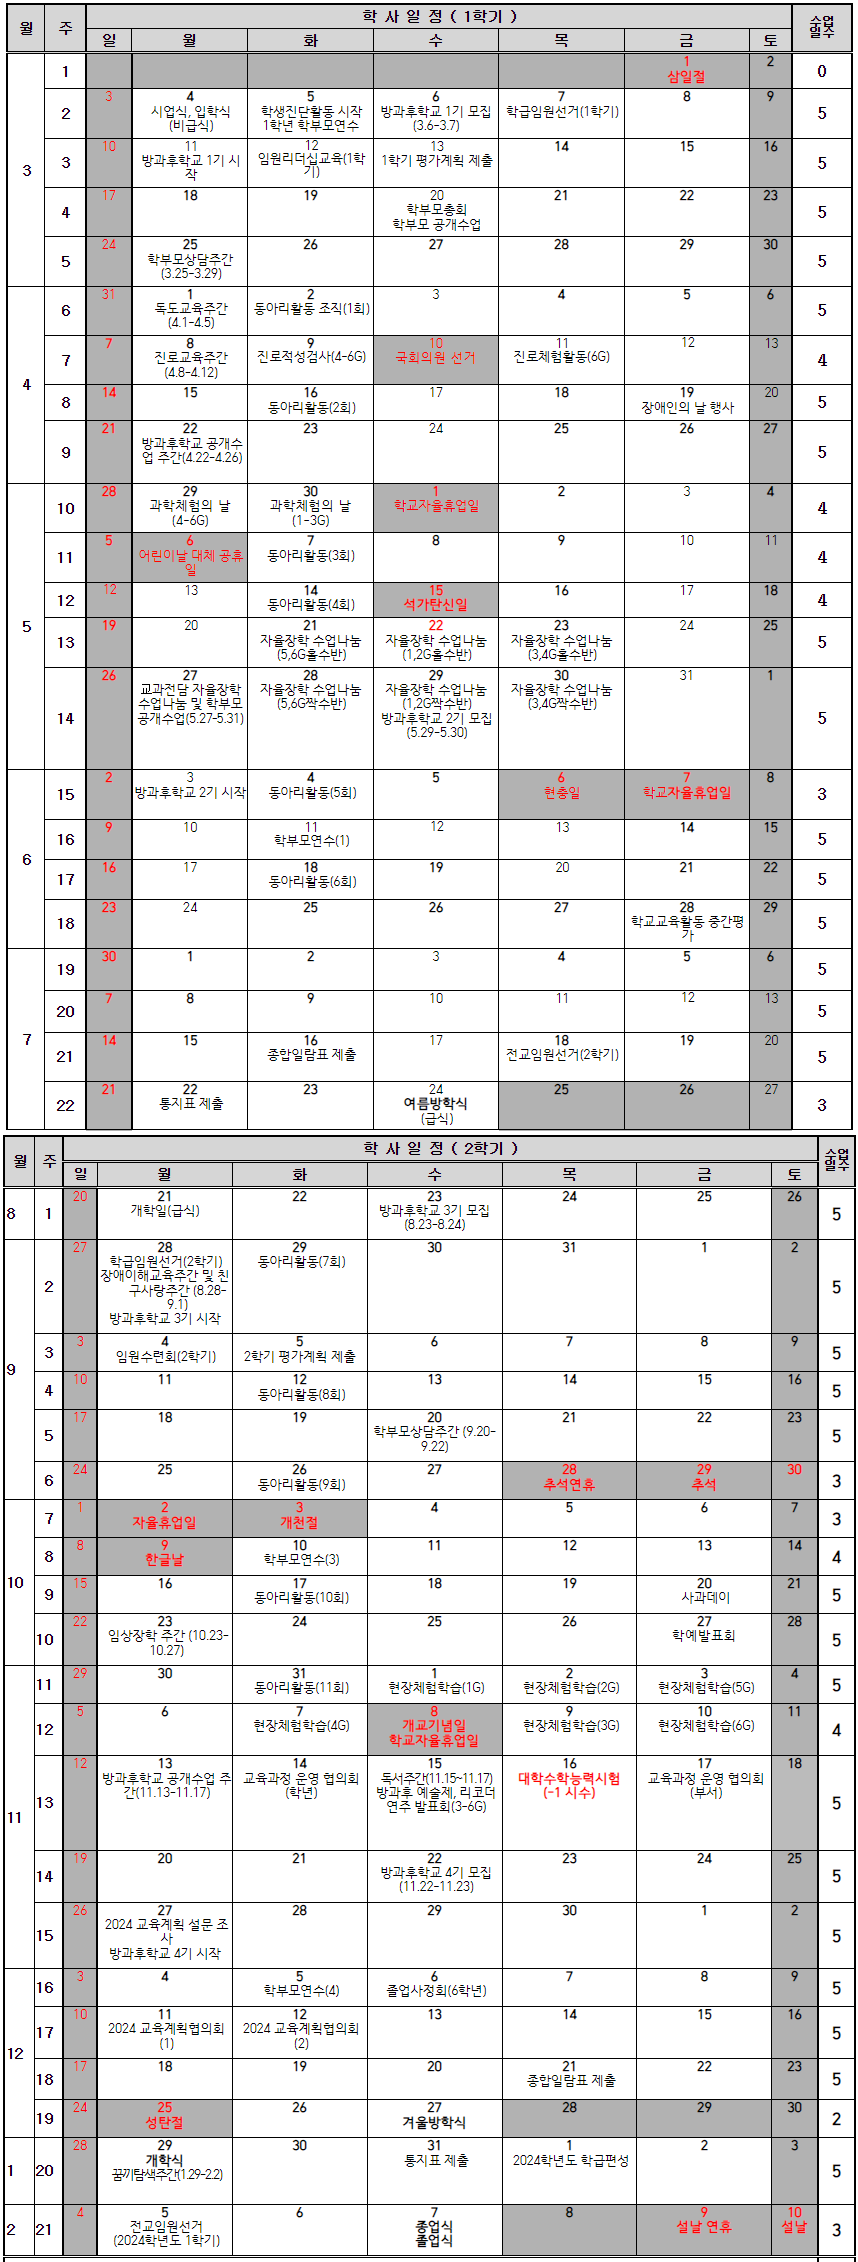 월 주 학 사 일 정 ( 1학기 ) 수업
일수
일 월 화 수 목 금 토
3
1 1 2 0
삼일절
2 3 4 5 6 7 8 9 5
시업식, 입학식 학생진단활동 시작 방과후학교 1기 모집 학급임원선거(1학기)
(비급식) 1학년 학부모연수 (3.6-3.7)
3 10 11 12 13 14 15 16 5
방과후학교 1기 시 임원리더십교육(1학 1학기 평가계획 제출
작 기)
4 17 18 19 20 21 22 23 5
학부모총회
학부모 공개수업
5 24 25 26 27 28 29 30 5
학부모상담주간
(3.25-3.29)
4
6 31 1 2 3 4 5 6 5
독도교육주간 동아리활동 조직(1회)
(4.1-4.5)
7 7 8 9 10 11 12 13 4
진로교육주간 진로적성검사(4-6G) 국회의원 선거 진로체험활동(6G)
(4.8-4.12)
8 14 15 16 17 18 19 20 5
동아리활동(2회) 장애인의 날 행사
9 21 22 23 24 25 26 27 5
방과후학교 공개수
업 주간(4.22-4.26)
5
10 28 29 30 1 2 3 4 4
과학체험의 날 과학체험의 날 학교자율휴업일
(4-6G) (1-3G)
11 5 6 7 8 9 10 11 4
어린이날 대체 공휴 동아리활동(3회)
일
12 12 13 14 15 16 17 18 4
동아리활동(4회) 석가탄신일
13 19 20 21 22 23 24 25 5
자율장학 수업나눔 자율장학 수업나눔 자율장학 수업나눔
(5,6G홀수반) (1,2G홀수반) (3,4G홀수반)
14 26 27 28 29 30 31 1 5
교과전담 자율장학 자율장학 수업나눔 자율장학 수업나눔 자율장학 수업나눔
수업나눔 및 학부모 (5,6G짝수반) (1,2G짝수반) (3,4G짝수반)
공개수업(5.27-5.31) 방과후학교 2기 모집
(5.29-5.30)
6
15 2 3 4 5 6 7 8 3
방과후학교 2기 시작 동아리활동(5회) 현충일 학교자율휴업일
16 9 10 11 12 13 14 15 5
학부모연수(1)
17 16 17 18 19 20 21 22 5
동아리활동(6회)
18 23 24 25 26 27 28 29 5
학교교육활동 중간평
가
7
19 30 1 2 3 4 5 6 5
20 7 8 9 10 11 12 13 5
21 14 15 16 17 18 19 20 5
종합일람표 제출 전교임원선거(2학기)
22 21 22 23 24 25 26 27 3
통지표 제출 여름방학식
(급식)
월 주 학 사 일 정 ( 2학기 ) 수업
일수
일 월 화 수 목 금 토
8 1 20 21 22 23 24 25 26 5
개학일(급식) 방과후학교 3기 모집
(8.23-8.24)
9
2 27 28 29 30 31 1 2 5
학급임원선거(2학기) 동아리활동(7회)
장애이해교육주간 및 친
구사랑주간 (8.28-
9.1)
방과후학교 3기 시작
3 3 4 5 6 7 8 9 5
임원수련회(2학기) 2학기 평가계획 제출
4 10 11 12 13 14 15 16 5
동아리활동(8회)
5 17 18 19 20 21 22 23 5
학부모상담주간 (9.20-
9.22)
6 24 25 26 27 28 29 30 3
동아리활동(9회) 추석연휴 추석
10
7 1 2 3 4 5 6 7 3
자율휴업일 개천절
8 8 9 10 11 12 13 14 4
한글날 학부모연수(3)
9 15 16 17 18 19 20 21 5
동아리활동(10회) 사과데이
10 22 23 24 25 26 27 28 5
임상장학 주간 (10.23- 학예발표회
10.27)
11
11 29 30 31 1 2 3 4 5
동아리활동(11회) 현장체험학습(1G) 현장체험학습(2G) 현장체험학습(5G)
12 5 6 7 8 9 10 11 4
현장체험학습(4G) 개교기념일 현장체험학습(3G) 현장체험학습(6G)
학교자율휴업일
13 12 13 14 15 16 17 18 5
방과후학교 공개수업 주 교육과정 운영 협의회 독서주간(11.15~11.17) 대학수학능력시험 교육과정 운영 협의회
간(11.13-11.17) (학년) 방과후 예술제, 리코더 (-1 시수) (부서)
연주 발표회(3-6G)
14 19 20 21 22 23 24 25 5
방과후학교 4기 모집
(11.22-11.23)
15 26 27 28 29 30 1 2 5
2024 교육계획 설문 조
사
방과후학교 4기 시작
12
16 3 4 5 6 7 8 9 5
학부모연수(4) 졸업사정회(6학년)
17 10 11 12 13 14 15 16 5
2024 교육계획협의회 2024 교육계획협의회
(1) (2)
18 17 18 19 20 21 22 23 5
종합일람표 제출
19 24 25 26 27 28 29 30 2
성탄절 겨울방학식
1 20 28 29 30 31 1 2 3 5
개학식 통지표 제출 2024학년도 학급편성
꿈끼탐색주간(1.29-2.2)
2 21 4 5 6 7 8 9 10 3
전교임원선거 종업식 설날 연휴 설날
(2024학년도 1학기) 졸업식